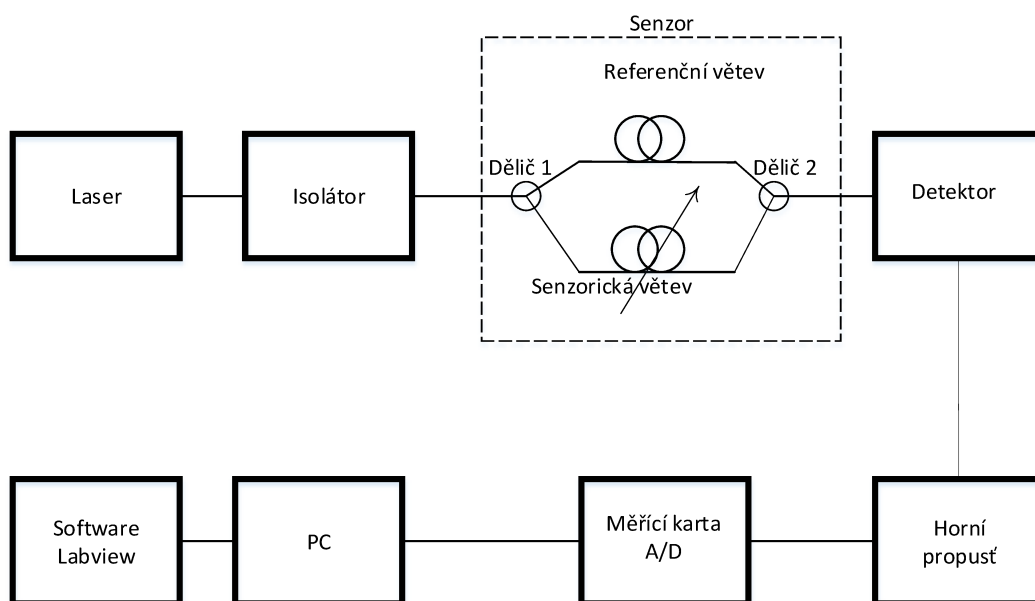 Senzor
Referenční větev
Dělič 1
Dělič 2
Laser
Isolátor
Detektor
Senzorická větev
Software
Labview
PC
Měřící karta
A/D
Horní
propusť